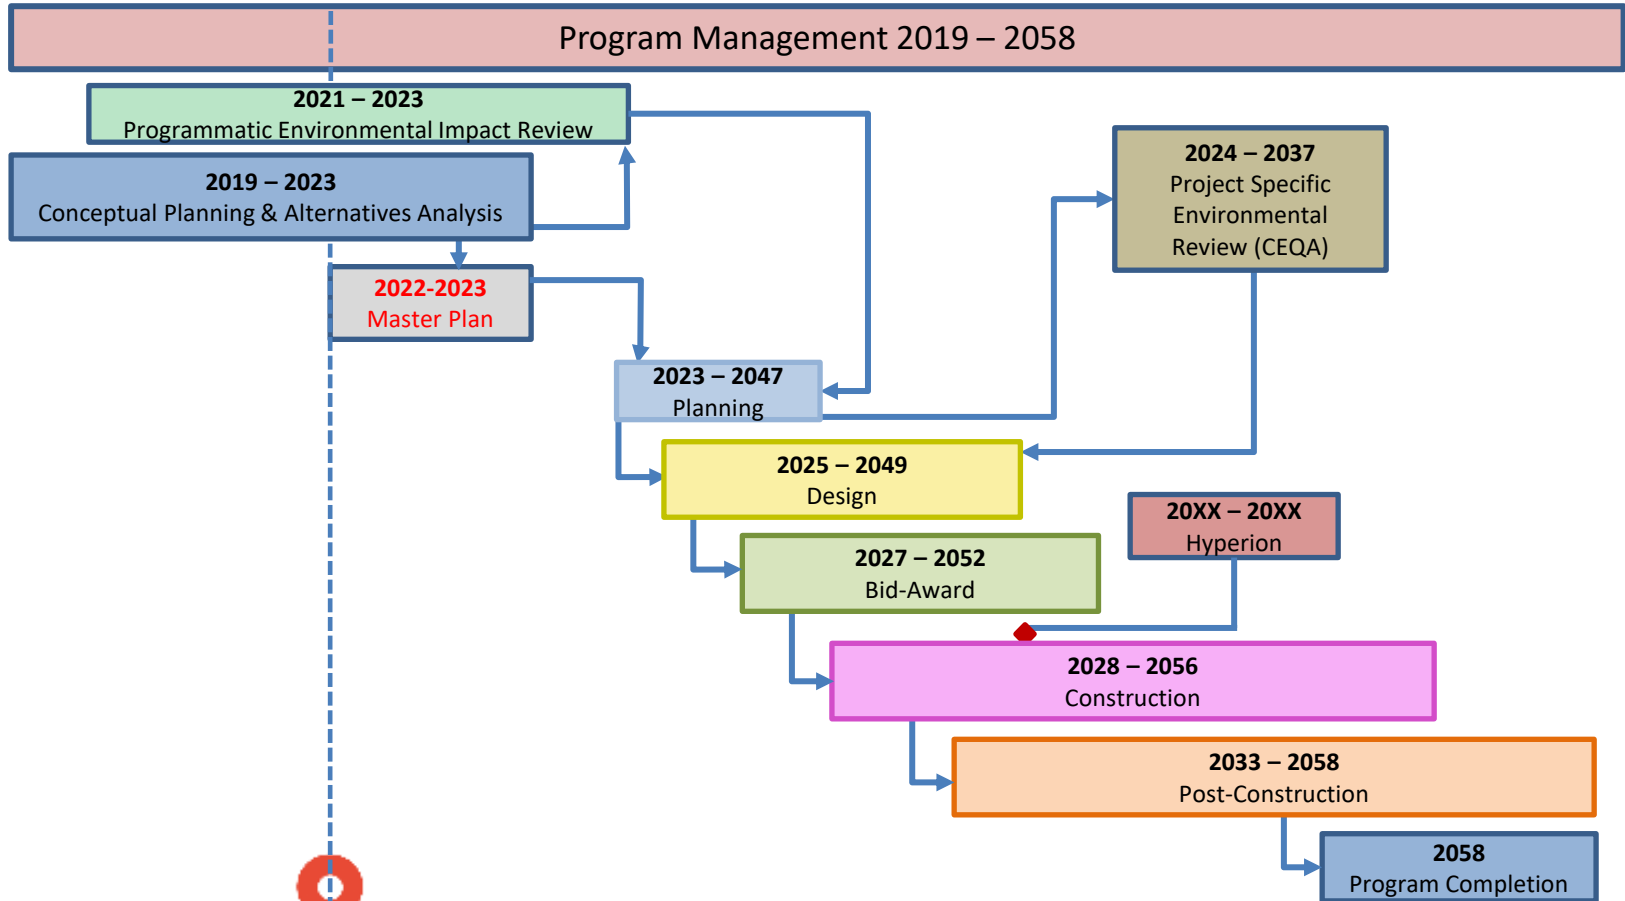 Program Management 2019 – 2058
2021 – 2023
Programmatic Environmental Impact Review
2019 – 2023
Conceptual Planning & Alternatives Analysis
2022-2023
Master Plan
2024 – 2037
Project Specific
Environmental
Review (CEQA)
2023 – 2047
Planning
2025 – 2049
Design
20XX – 20XX
Hyperion
2027 – 2052
Bid-Award
2028 – 2056
Construction
2033 – 2058
Post-Construction
2058
Program Completion